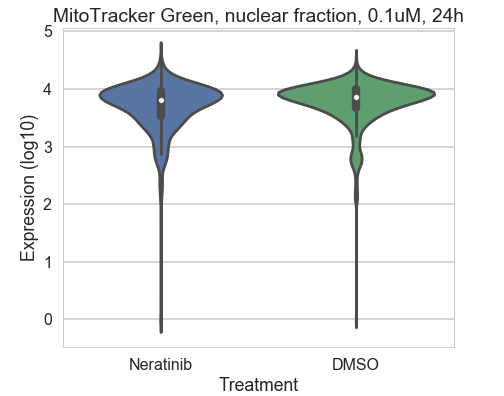 MitoTracker Green, nuclear fraction, 0.1uM, 24h
Expression (log10)
5
4
3
2
1
0
Neratinib DMSO
Treatment